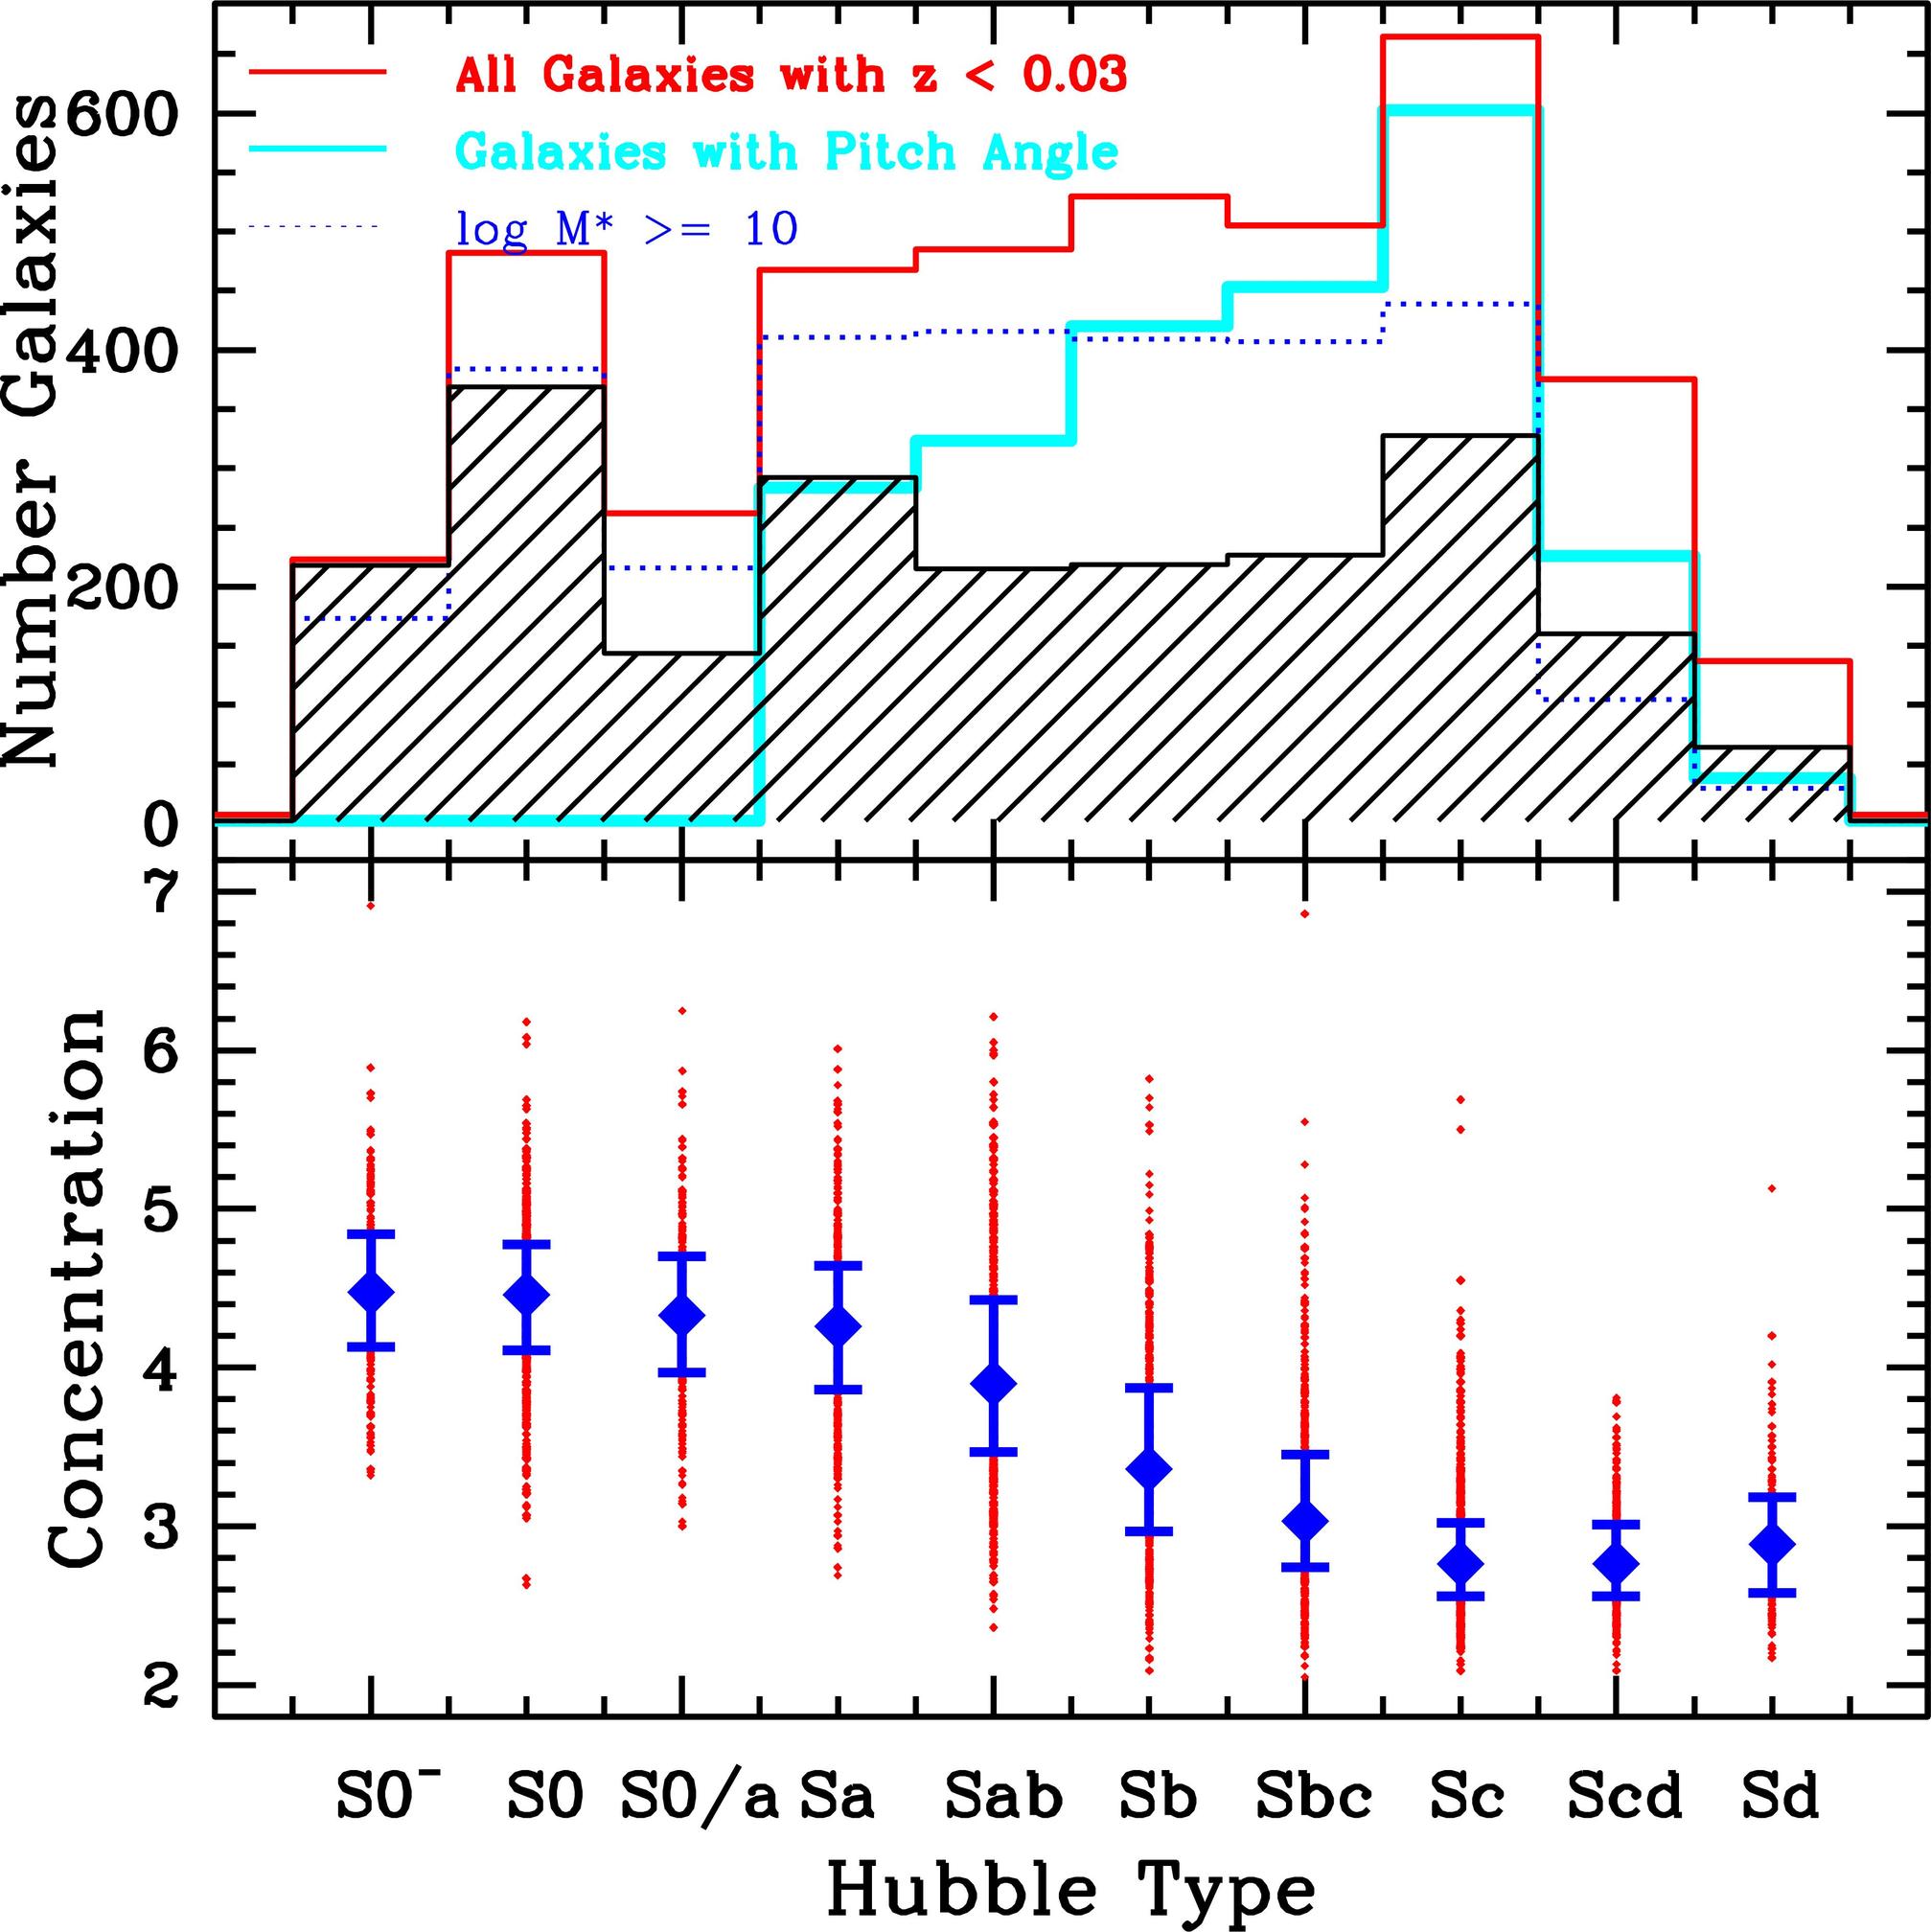 All Galaxies with z < 0.03
Galaxies with Pitch Angle
log M* >= 10
Number Galaxies
600
400
200
0
Concentration
7
6
5
4
3
2
S0⁻ S0 S0/a Sa Sab Sb Sbc Sc Scd Sd
Hubble Type